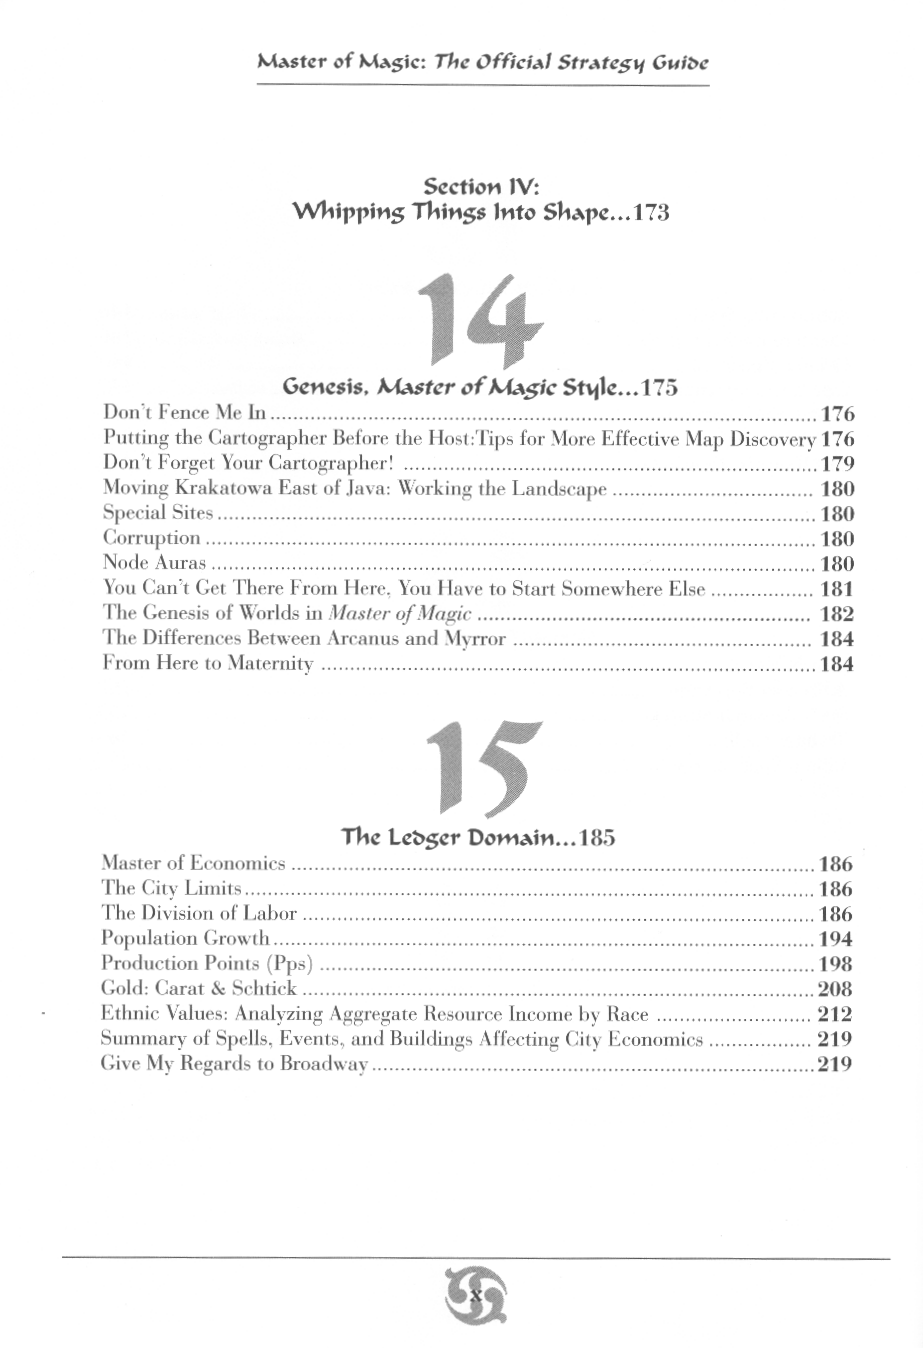 Master of Magic: The Official Strategy Guide
Section IV:
Whipping Things Into Shape...173
14
Genesis, Master of Magic Style...175
Don't Fence Me In ........ 176
Putting the Cartographer Before the Host:Tips for More Effective Map Discovery 176
Don't Forget Your Cartographer! ........ 179
Moving Krakatowa East of Java: Working the Landscape ........ 180
Special Sites ........ 180
Corruption ........ 180
Node Auras ........ 180
You Can't Get There From Here, You Have to Start Somewhere Else ........ 181
The Genesis of Worlds in Master of Magic ........ 182
The Differences Between Arcanus and Myrror ........ 184
From Here to Maternity ........ 184
15
The Ledger Domain...185
Master of Economics ........ 186
The City Limits ........ 186
The Division of Labor ........ 186
Population Growth ........ 194
Production Points (Pps) ........ 198
Gold: Carat & Schtick ........ 208
Ethnic Values: Analyzing Aggregate Resource Income by Race ........ 212
Summary of Spells, Events, and Buildings Affecting City Economics ........ 219
Give My Regards to Broadway ........ 219
x